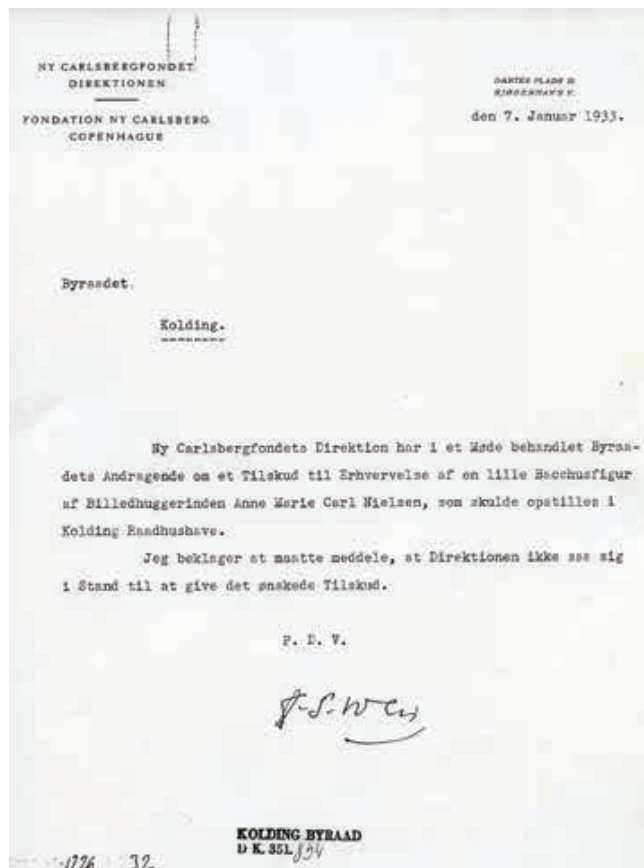 NY CARLSBERGFONDET
DIREKTIONEN
FONDATION NY CARLSBERG
COPENHAGUE
DANTES PLADS
KJØBENHAVN V.
den 7. Januar 1933.
Byraadet
Kolding.
Ny Carlsbergfondets Direktion har i et Møde behandlet Byraa-
dets Andragende om et Tilskud til Erhvervelse af en lille Bacchusfigur
af Billedhuggerinden Anne Marie Carl Nielsen, som skulde opstilles i
Kolding Raadhushave.
Jeg beklager at maatte meddele, at Direktionen ikke saa sig
i Stand til at give det ønskede Tilskud.
P. D. V.
KOLDING BYRAAD
D K. 351. 834
1226 32